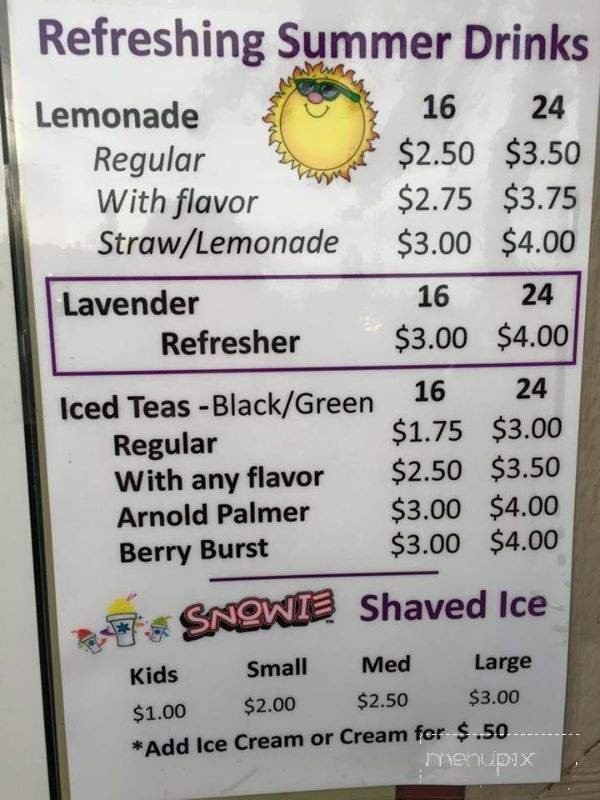 Refreshing Summer Drinks
Lemonade 16 24
Regular $2.50 $3.50
With flavor $2.75 $3.75
Straw/Lemonade $3.00 $4.00
Lavender 16 24
Refresher $3.00 $4.00
Iced Teas -Black/Green 16 24
Regular $1.75 $3.00
With any flavor $2.50 $3.50
Arnold Palmer $3.00 $4.00
Berry Burst $3.00 $4.00
SNOWIE™ Shaved Ice
Kids Small Med Large
$1.00 $2.00 $2.50 $3.00
*Add Ice Cream or Cream for $ .50
menupix